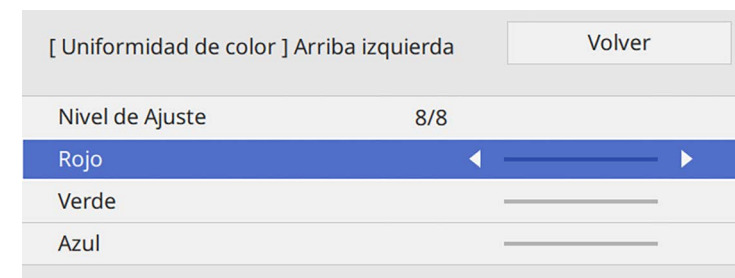 [ Uniformidad de color ] Arriba izquierda
Volver
Nivel de Ajuste 8/8
Rojo
Verde
Azul